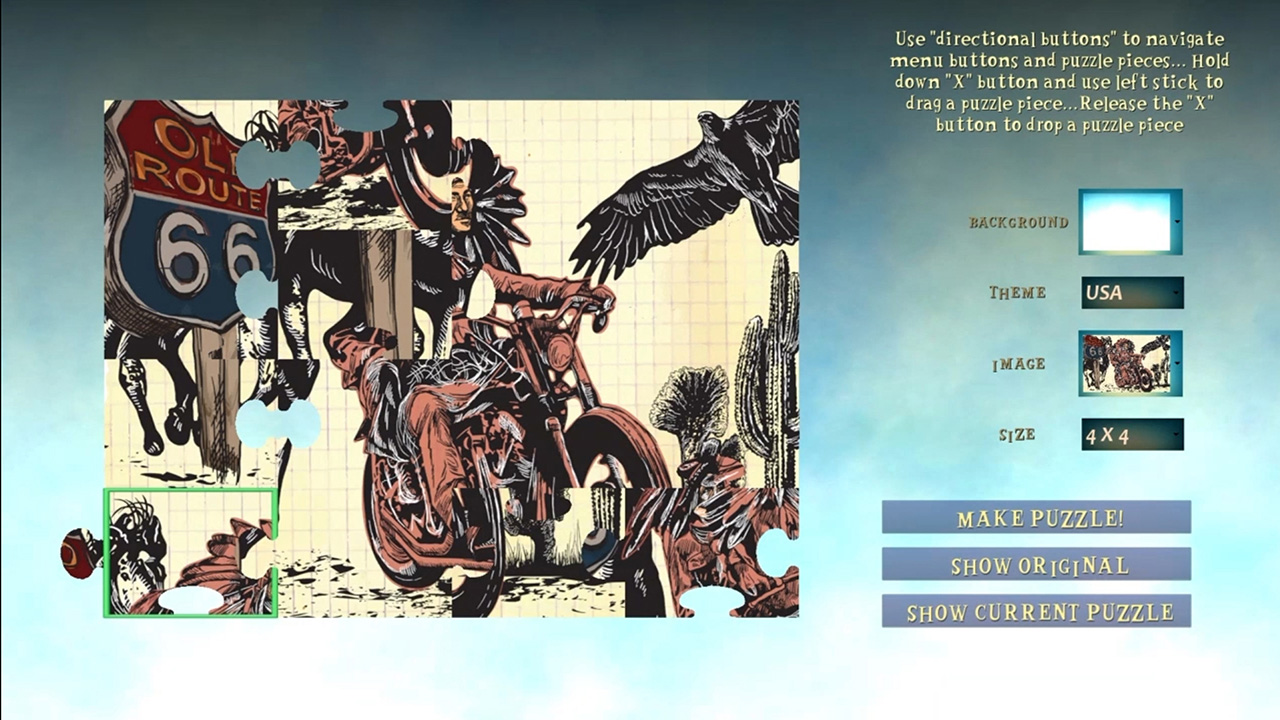 Use "directional buttons" to navigate
menu buttons and puzzle pieces... Hold
down "X" button and use left stick to
drag a puzzle piece...Release the "X"
button to drop a puzzle piece
OLD
ROUTE
66
BACKGROUND
THEME
USA
IMAGE
SIZE
4 X 4
MAKE PUZZLE!
SHOW ORIGINAL
SHOW CURRENT PUZZLE